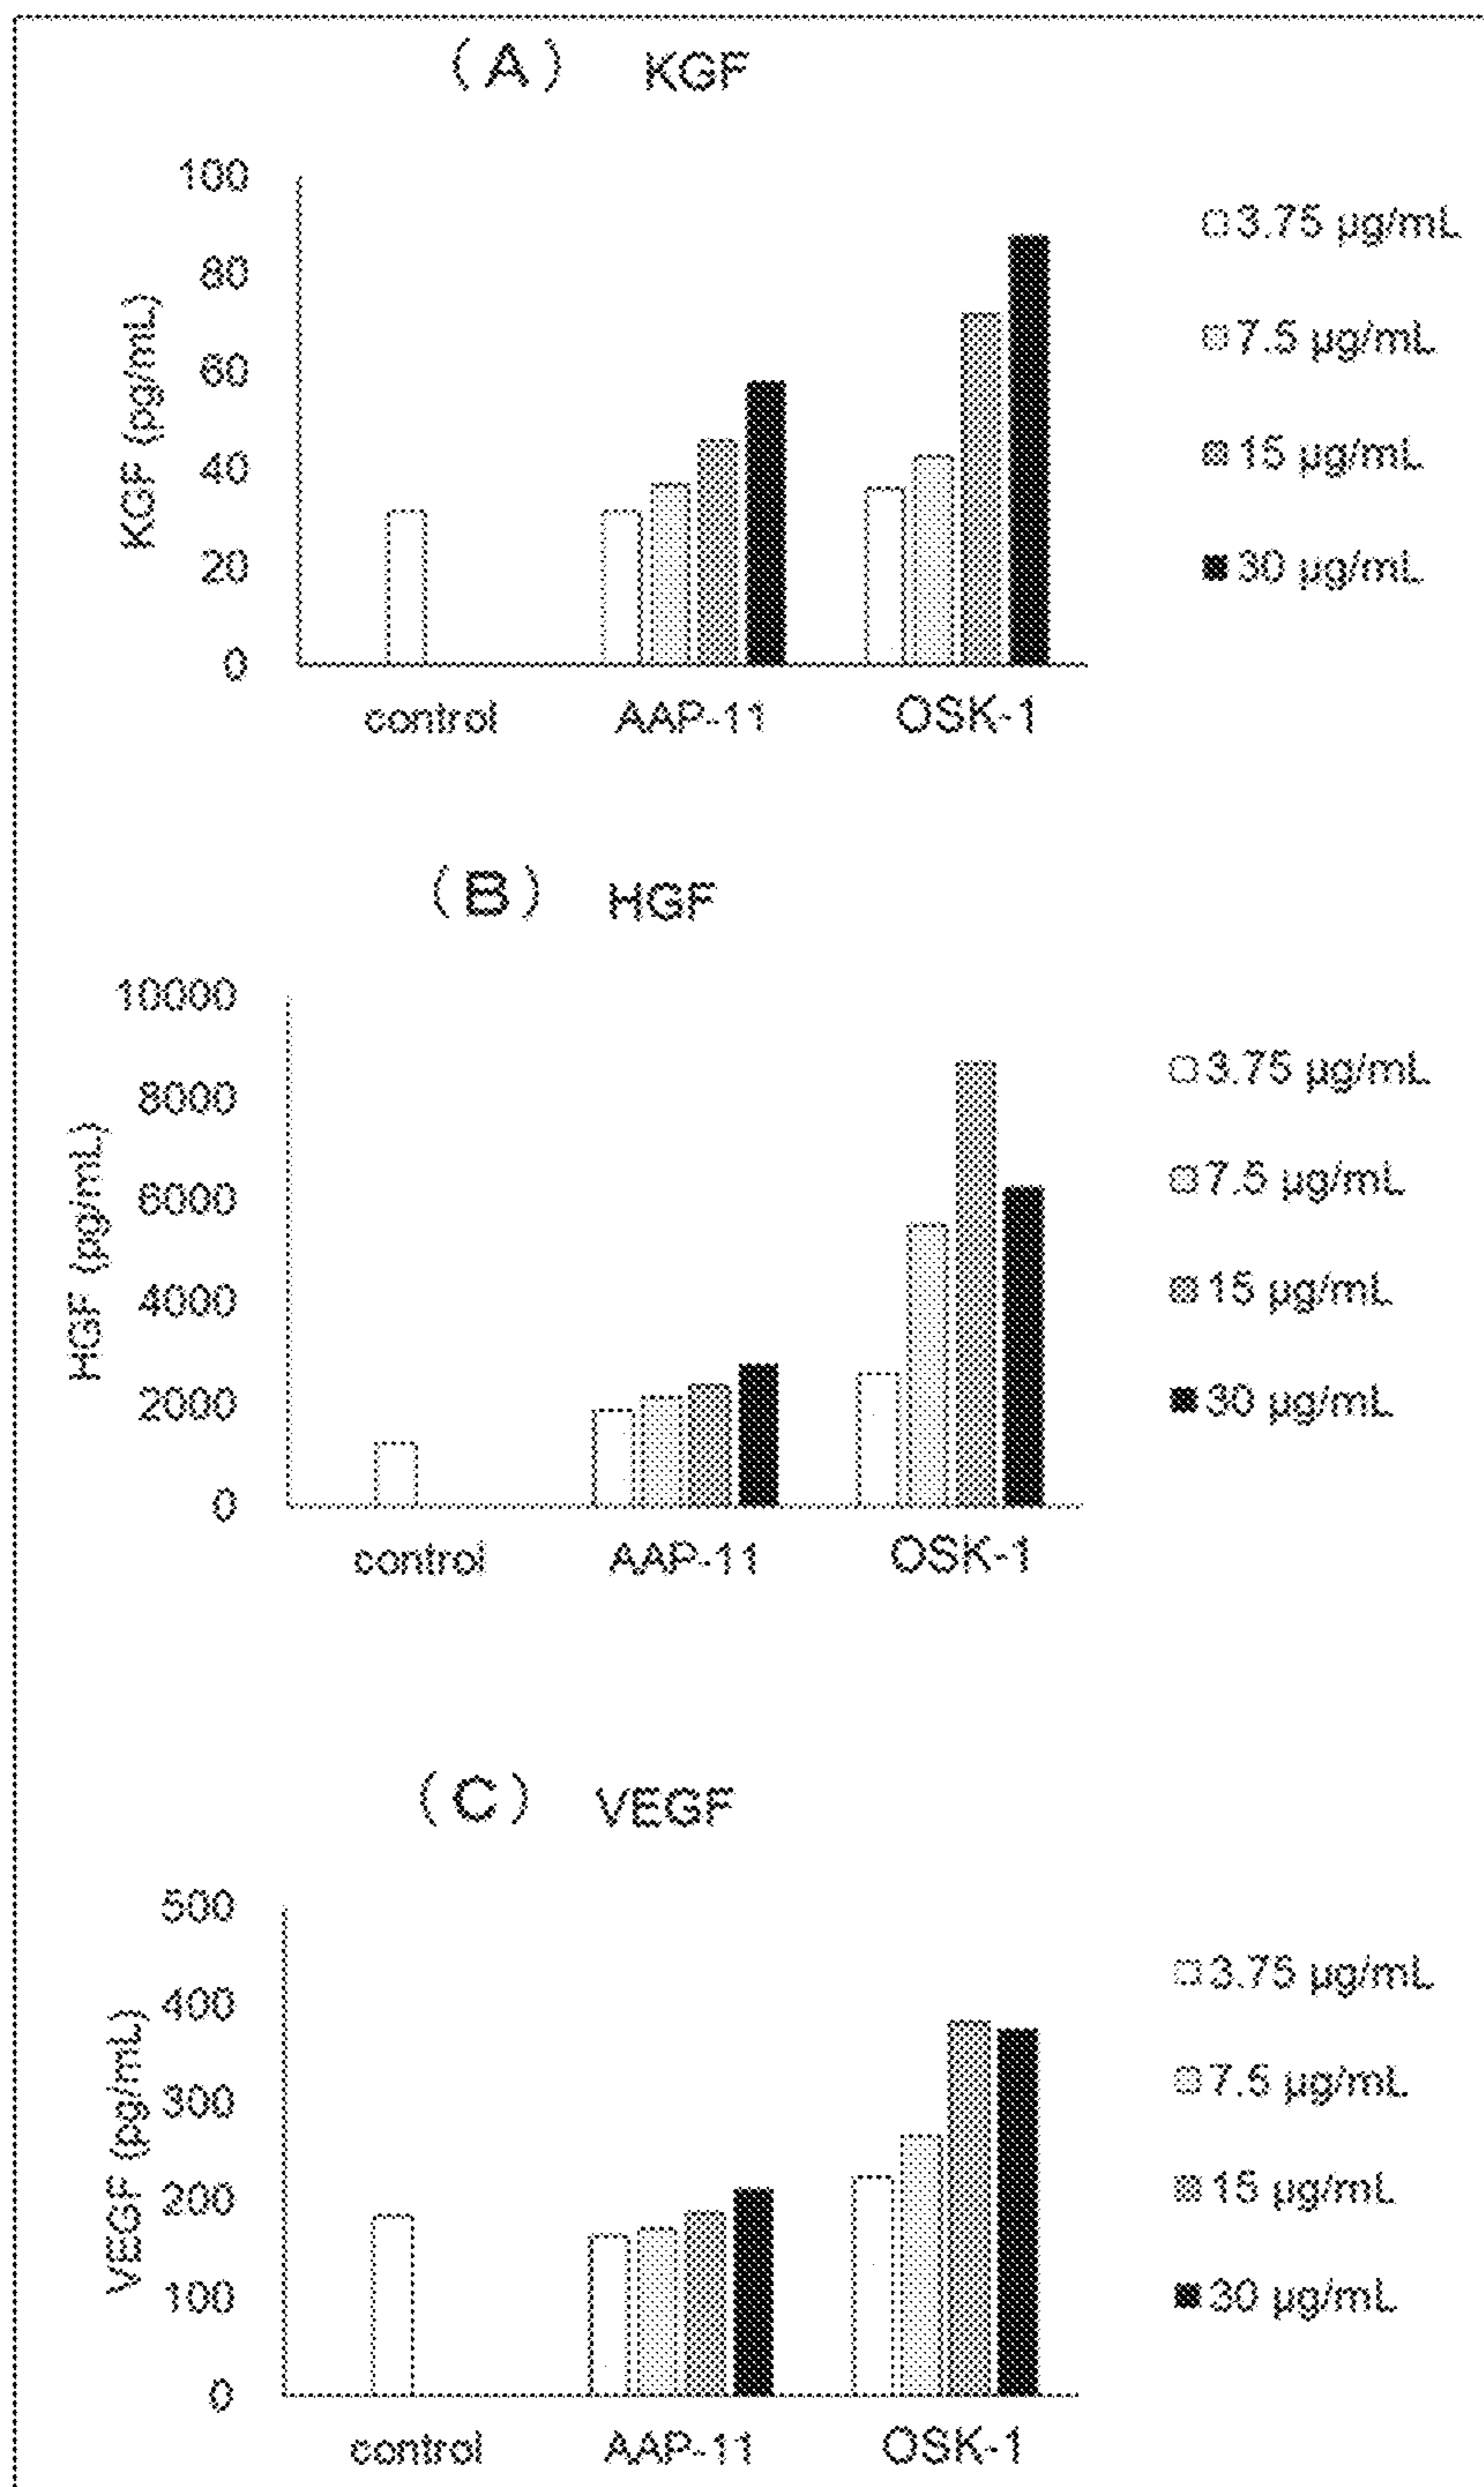 (A) KGF
100
80
60
40
20
0
KGF (pg/mL)
control AAP-11 OSK-1
3.75 µg/mL
7.5 µg/mL
15 µg/mL
30 µg/mL
(B) HGF
10000
8000
6000
4000
2000
0
HGF (pg/mL)
control AAP-11 OSK-1
3.75 µg/mL
7.5 µg/mL
15 µg/mL
30 µg/mL
(C) VEGF
500
400
300
200
100
0
VEGF (pg/mL)
control AAP-11 OSK-1
3.75 µg/mL
7.5 µg/mL
15 µg/mL
30 µg/mL